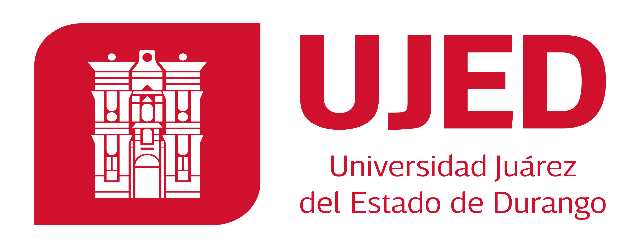 UJED
Universidad Juárez
del Estado de Durango